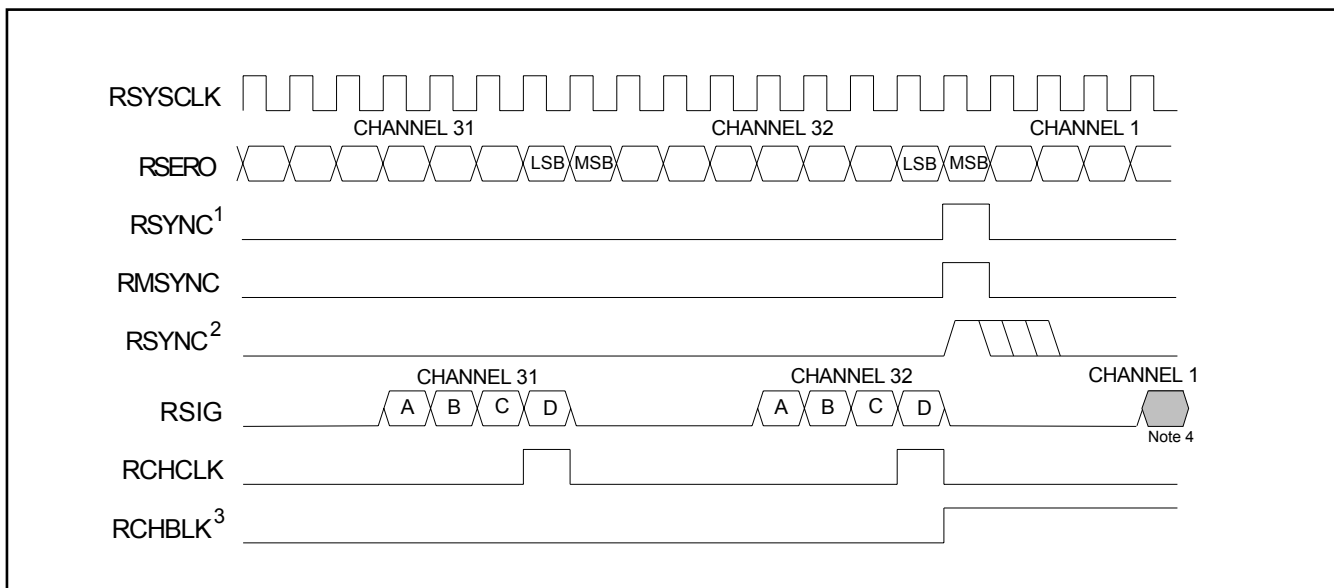 RSYSCLK
CHANNEL 31 CHANNEL 32 CHANNEL 1
RSERO LSB MSB LSB MSB
RSYNC1
RMSYNC
RSYNC2
CHANNEL 31 CHANNEL 32 CHANNEL 1
RSIG A B C D A B C D
Note 4
RCHCLK
RCHBLK3